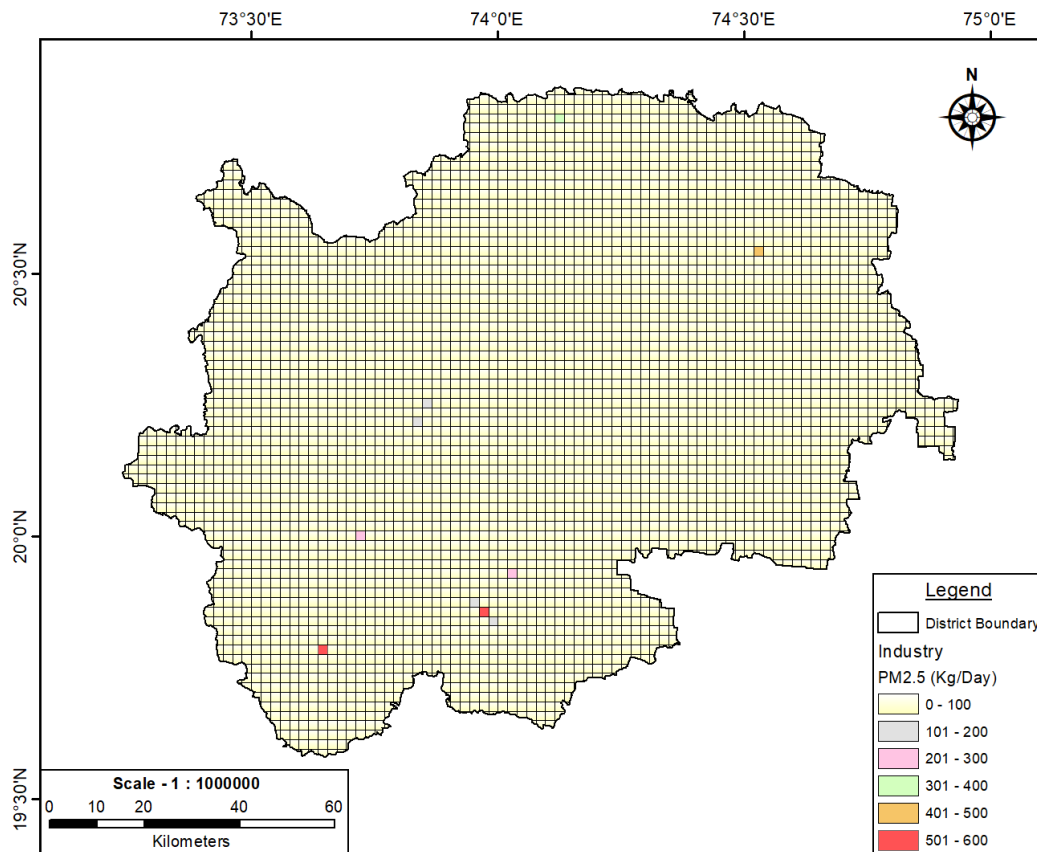 73°30'E 74°0'E 74°30'E 75°0'E
N
20°30'N
20°0'N
19°30'N
Legend
District Boundary
Industry
PM2.5 (Kg/Day)
0 - 100
101 - 200
201 - 300
301 - 400
401 - 500
501 - 600
Scale - 1 : 1000000
0 10 20 40 60
Kilometers